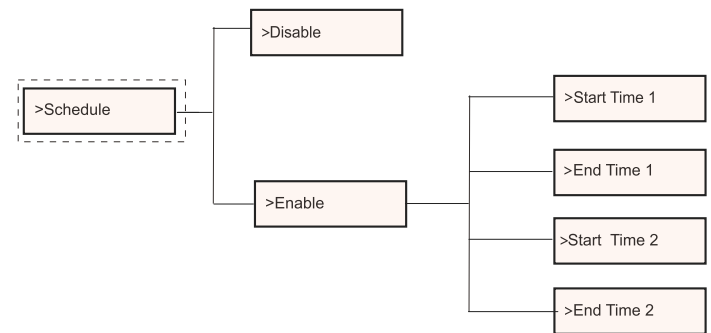 >Schedule
>Disable
>Enable
>Start Time 1
>End Time 1
>Start  Time 2
>End Time 2